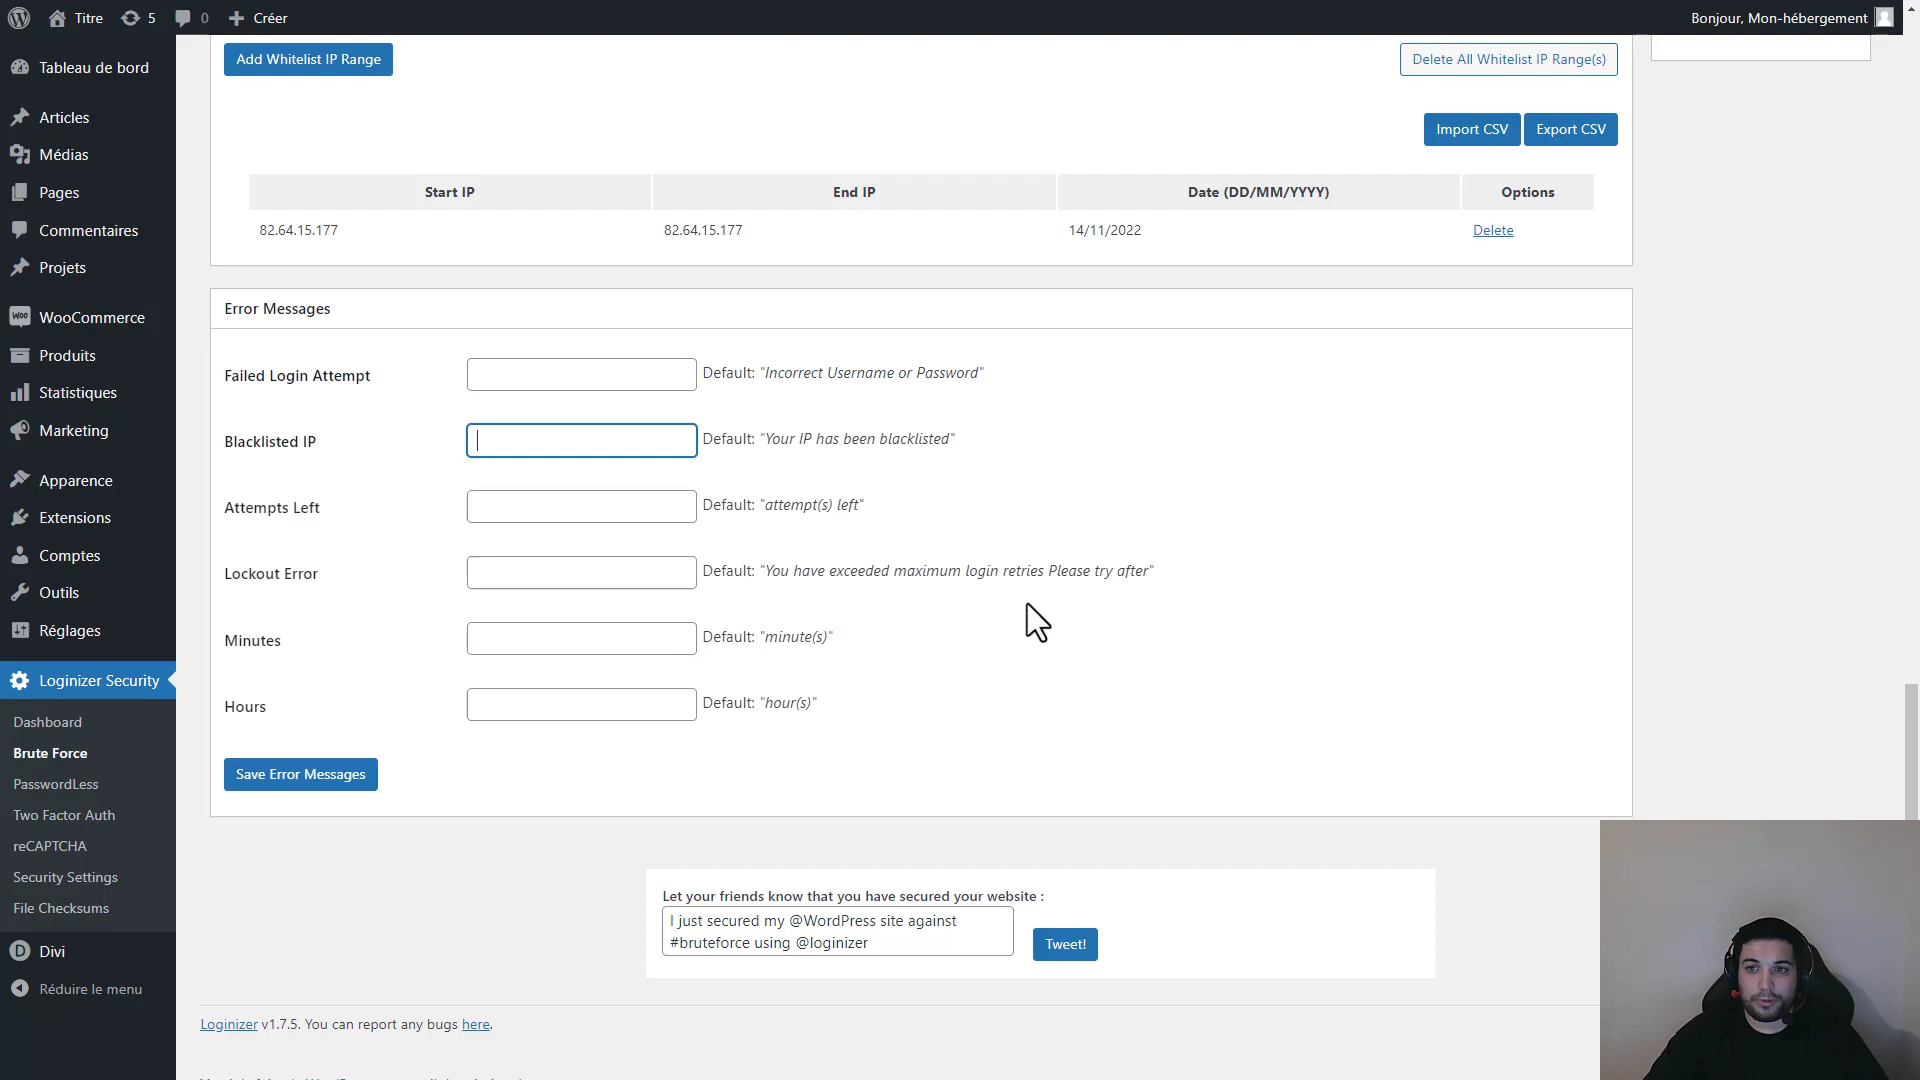 Titre 5 0 Créer Bonjour, Mon-hébergement
Tableau de bord
Articles
Médias
Pages
Commentaires
Projets
WooCommerce
Produits
Statistiques
Marketing
Apparence
Extensions
Comptes
Outils
Réglages
Loginizer Security
Dashboard
Brute Force
PasswordLess
Two Factor Auth
reCAPTCHA
Security Settings
File Checksums
Divi
Réduire le menu
Add Whitelist IP Range Delete All Whitelist IP Range(s)
Import CSV Export CSV
Start IP End IP Date (DD/MM/YYYY) Options
82.64.15.177 82.64.15.177 14/11/2022 Delete
Error Messages
Failed Login Attempt Default: "Incorrect Username or Password"
Blacklisted IP Default: "Your IP has been blacklisted"
Attempts Left Default: "attempt(s) left"
Lockout Error Default: "You have exceeded maximum login retries Please try after"
Minutes Default: "minute(s)"
Hours Default: "hour(s)"
Save Error Messages
Let your friends know that you have secured your website :
I just secured my @WordPress site against
#bruteforce using @loginizer
Tweet!
Loginizer v1.7.5. You can report any bugs here.